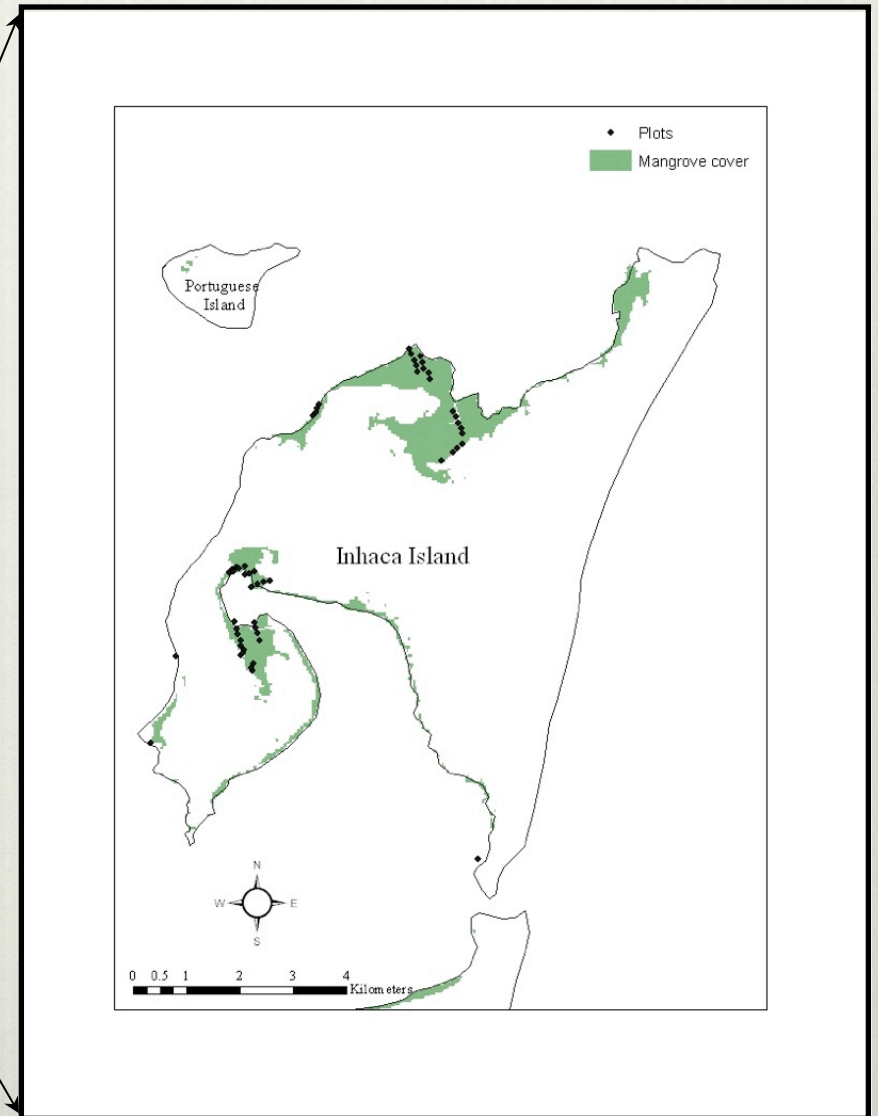 Plots
Mangrove cover
Portuguese
Island
Inhaca Island
N
W E
S
0 0.5 1 2 3 4
Kilometers